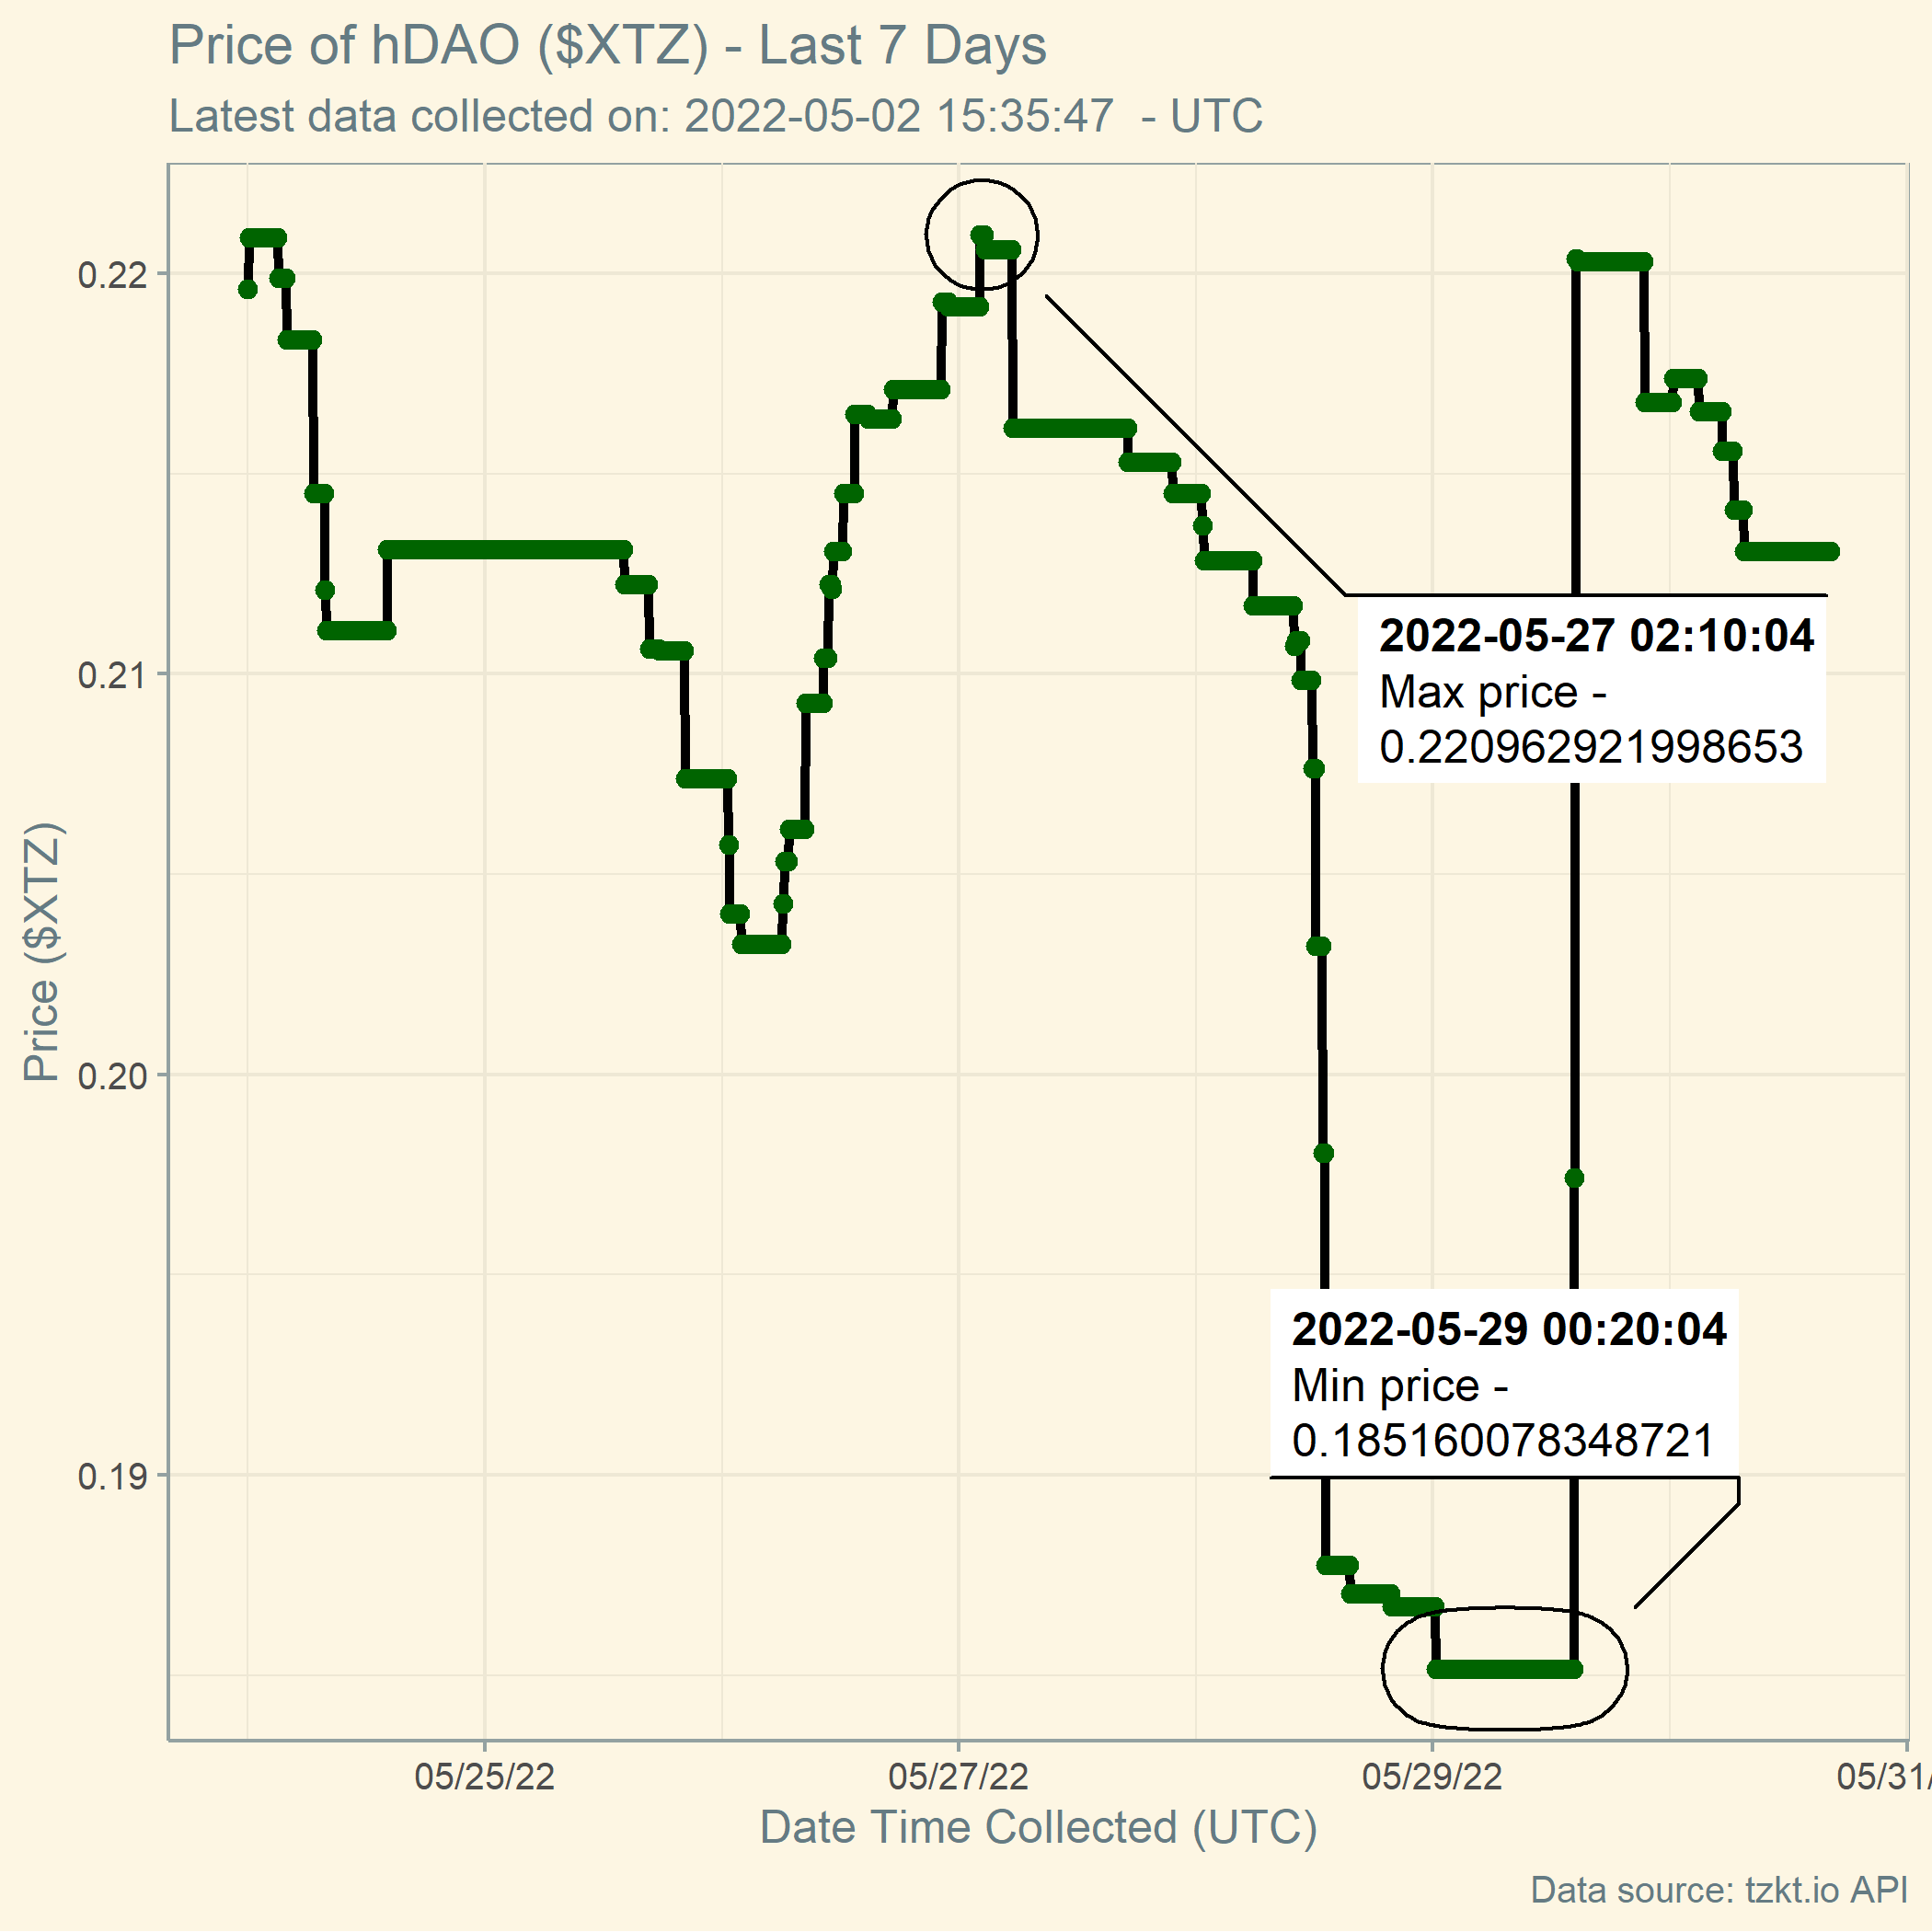 Price of hDAO ($XTZ) - Last 7 Days
Latest data collected on: 2022-05-02 15:35:47  - UTC
0.22
0.21
0.20
0.19
Price ($XTZ)
2022-05-27 02:10:04
Max price -
0.220962921998653
2022-05-29 00:20:04
Min price -
0.185160078348721
05/25/22
05/27/22
05/29/22
05/31/
Date Time Collected (UTC)
Data source: tzkt.io API